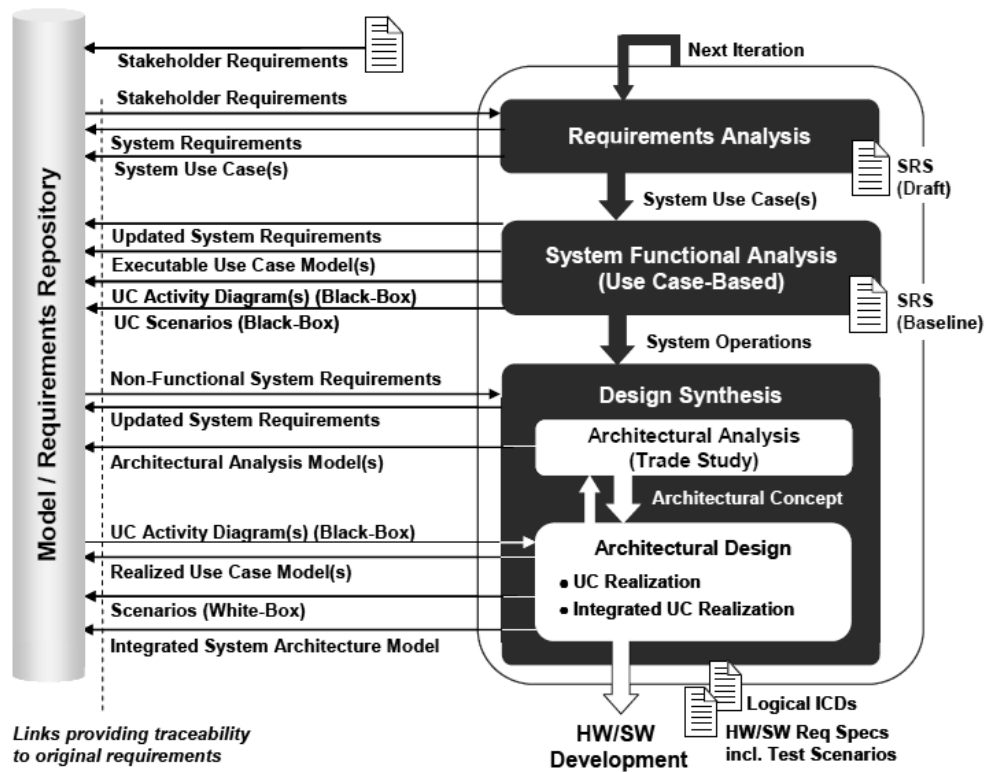 Model / Requirements Repository
Stakeholder Requirements
Stakeholder Requirements
System Requirements
System Use Case(s)
Updated System Requirements
Executable Use Case Model(s)
UC Activity Diagram(s) (Black-Box)
UC Scenarios (Black-Box)
Non-Functional System Requirements
Updated System Requirements
Architectural Analysis Model(s)
UC Activity Diagram(s) (Black-Box)
Realized Use Case Model(s)
Scenarios (White-Box)
Integrated System Architecture Model
Links providing traceability
to original requirements
Next Iteration
Requirements Analysis
SRS
(Draft)
System Use Case(s)
System Functional Analysis
(Use Case-Based)
SRS
(Baseline)
System Operations
Design Synthesis
Architectural Analysis
(Trade Study)
Architectural Concept
Architectural Design
• UC Realization
• Integrated UC Realization
Logical ICDs
HW/SW Req Specs
incl. Test Scenarios
HW/SW
Development